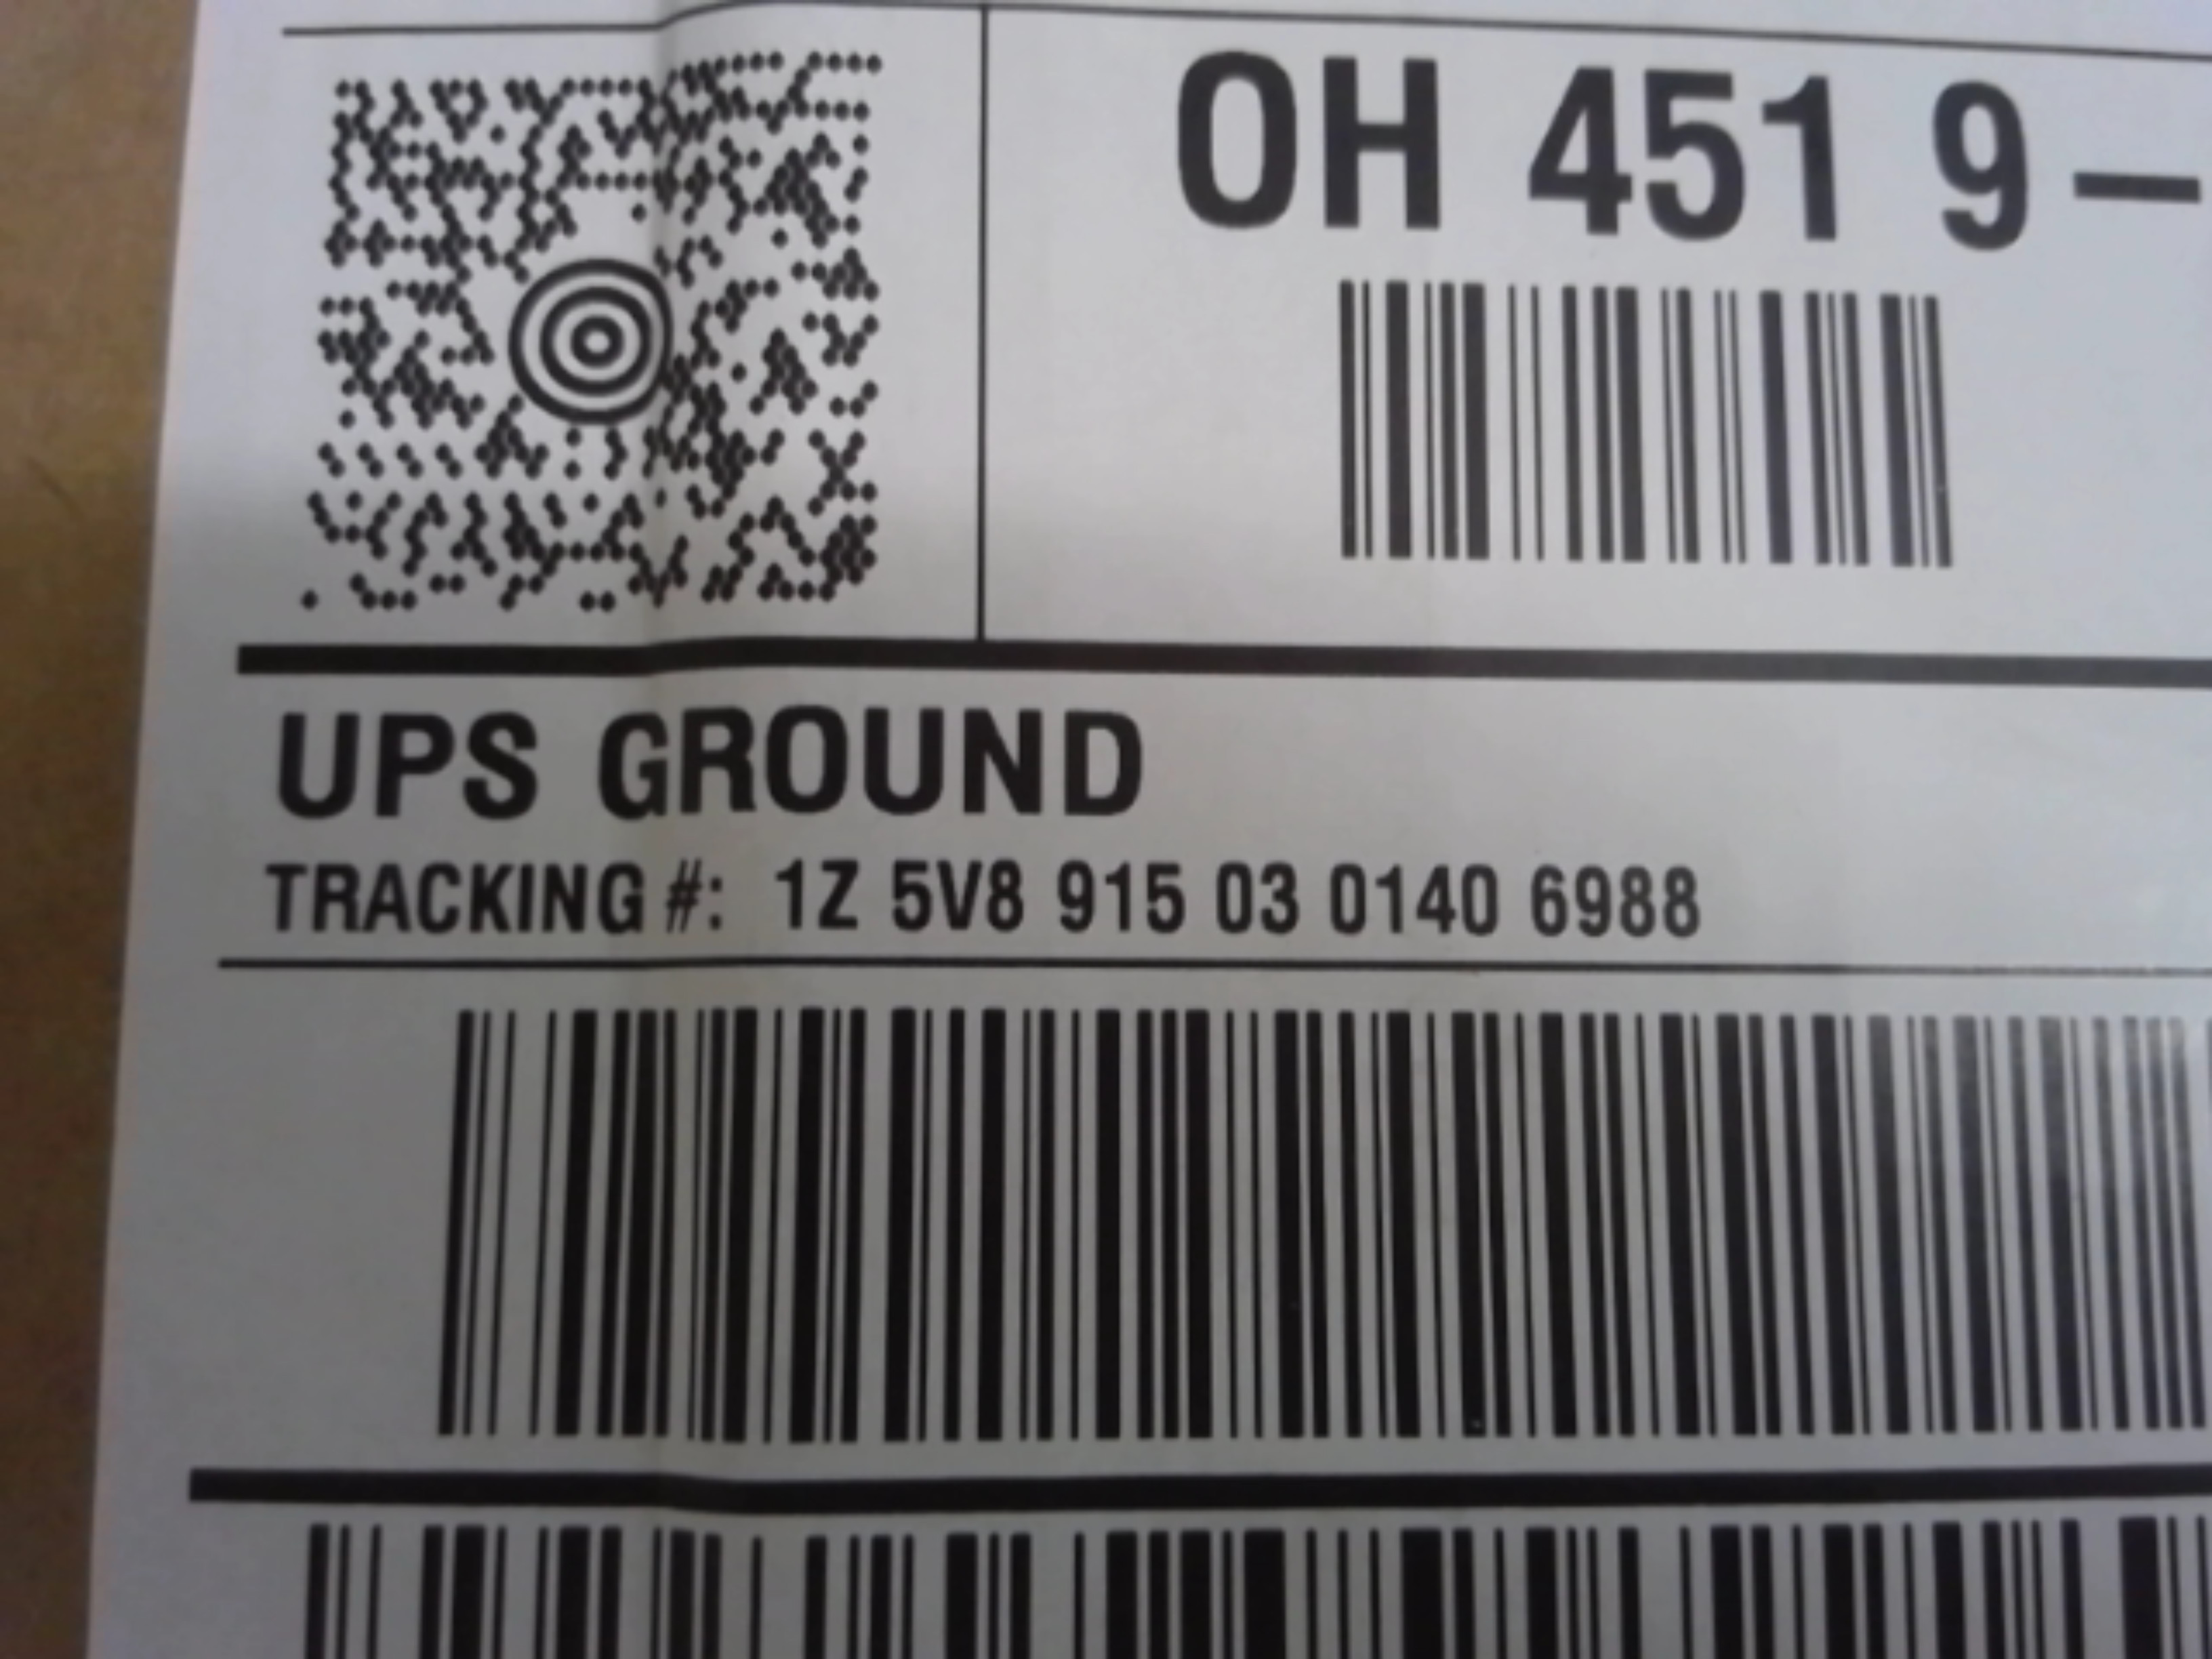 OH 451 9–
UPS GROUND
TRACKING #: 1Z 5V8 915 03 0140 6988